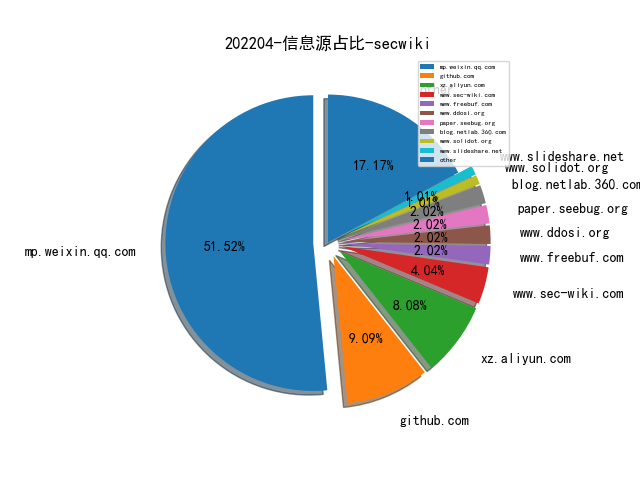 202204-信息源占比-secwiki
mp.weixin.qq.com
github.com
xz.aliyun.com
www.sec-wiki.com
www.freebuf.com
www.ddosi.org
paper.seebug.org
blog.netlab.360.com
www.solidot.org
www.slideshare.net
other
other
17.17%
www.slideshare.net
www.solidot.org
1.01%
1.01%
blog.netlab.360.com
2.02%
paper.seebug.org
2.02%
www.ddosi.org
2.02%
www.freebuf.com
2.02%
mp.weixin.qq.com
51.52%
4.04%
www.sec-wiki.com
8.08%
xz.aliyun.com
9.09%
github.com